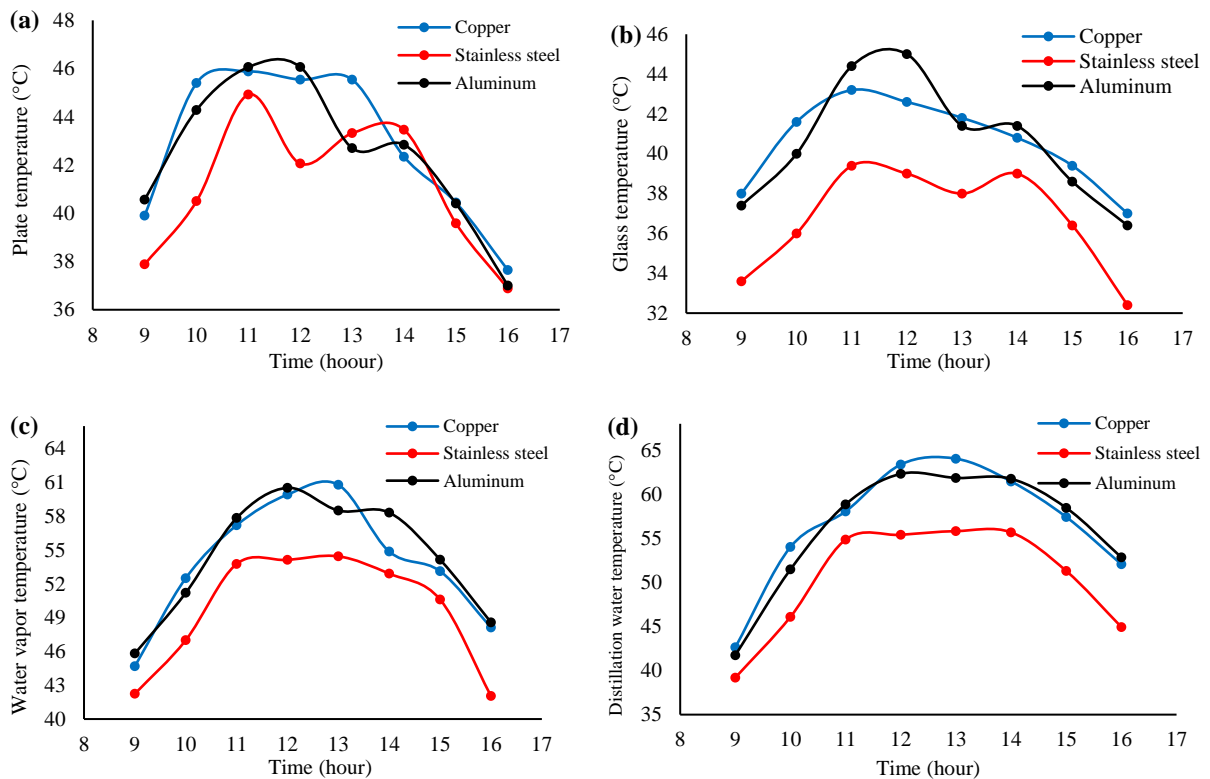 (a)
Copper
Stainless steel
Aluminum
Plate temperature (°C)
48
46
44
42
40
38
36
8 9 10 11 12 13 14 15 16 17
Time (hoour)
(b)
Copper
Stainless steel
Aluminum
Glass temperature (°C)
46
44
42
40
38
36
34
32
8 9 10 11 12 13 14 15 16 17
Time (hour)
(c)
Copper
Stainless steel
Aluminum
Water vapor temperature (°C)
64
61
58
55
52
49
46
43
40
8 9 10 11 12 13 14 15 16 17
Time (hour)
(d)
Copper
Stainless steel
Aluminum
Distillation water temperature (°C)
65
60
55
50
45
40
35
8 9 10 11 12 13 14 15 16 17
Time (hour)